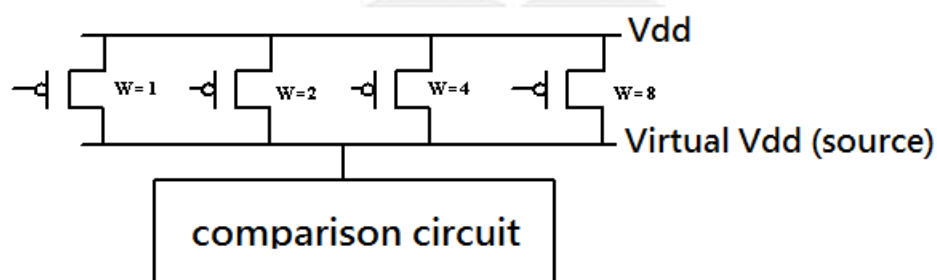 Vdd
W=1
W=2
W=4
W=8
Virtual Vdd (source)
comparison circuit